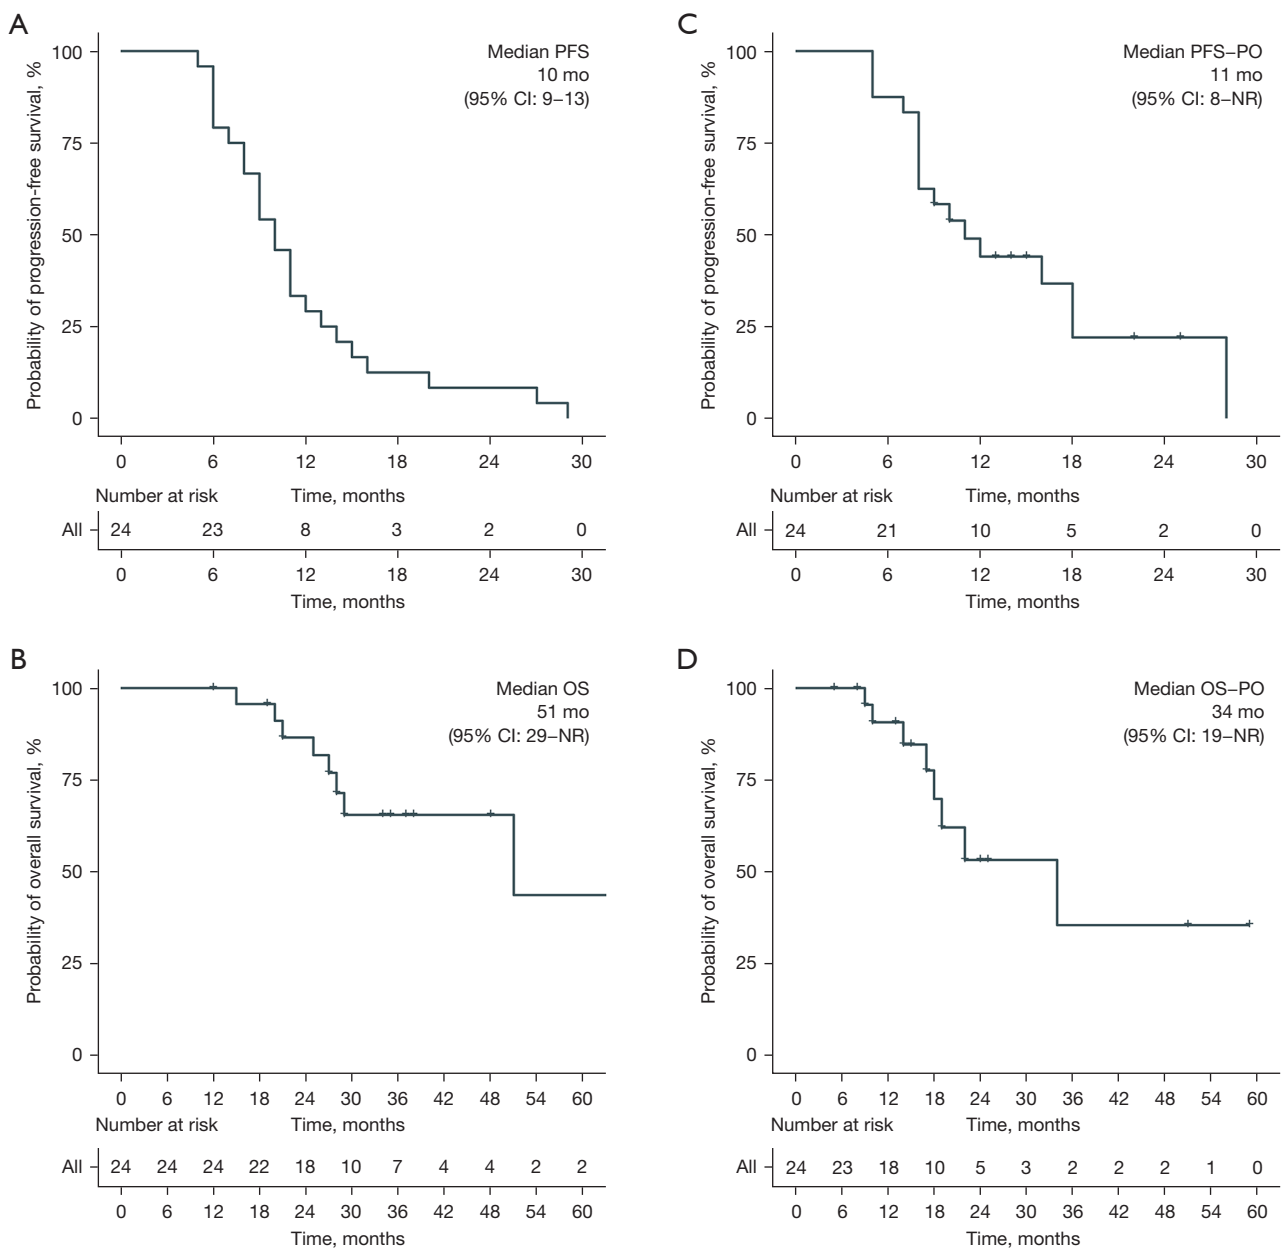 A
Probability of progression-free survival, %
100
75
50
25
0
Median PFS
10 mo
(95% CI: 9–13)
0 6 12 18 24 30
Number at risk Time, months
All 24 23 8 3 2 0
0 6 12 18 24 30
Time, months
C
Probability of progression-free survival, %
100
75
50
25
0
Median PFS–PO
11 mo
(95% CI: 8–NR)
0 6 12 18 24 30
Number at risk Time, months
All 24 21 10 5 2 0
0 6 12 18 24 30
Time, months
B
Probability of overall survival, %
100
75
50
25
0
Median OS
51 mo
(95% CI: 29–NR)
0 6 12 18 24 30 36 42 48 54 60
Number at risk Time, months
All 24 24 24 22 18 10 7 4 4 2 2
0 6 12 18 24 30 36 42 48 54 60
Time, months
D
Probability of overall survival, %
100
75
50
25
0
Median OS–PO
34 mo
(95% CI: 19–NR)
0 6 12 18 24 30 36 42 48 54 60
Number at risk Time, months
All 24 23 18 10 5 3 2 2 2 1 0
0 6 12 18 24 30 36 42 48 54 60
Time, months